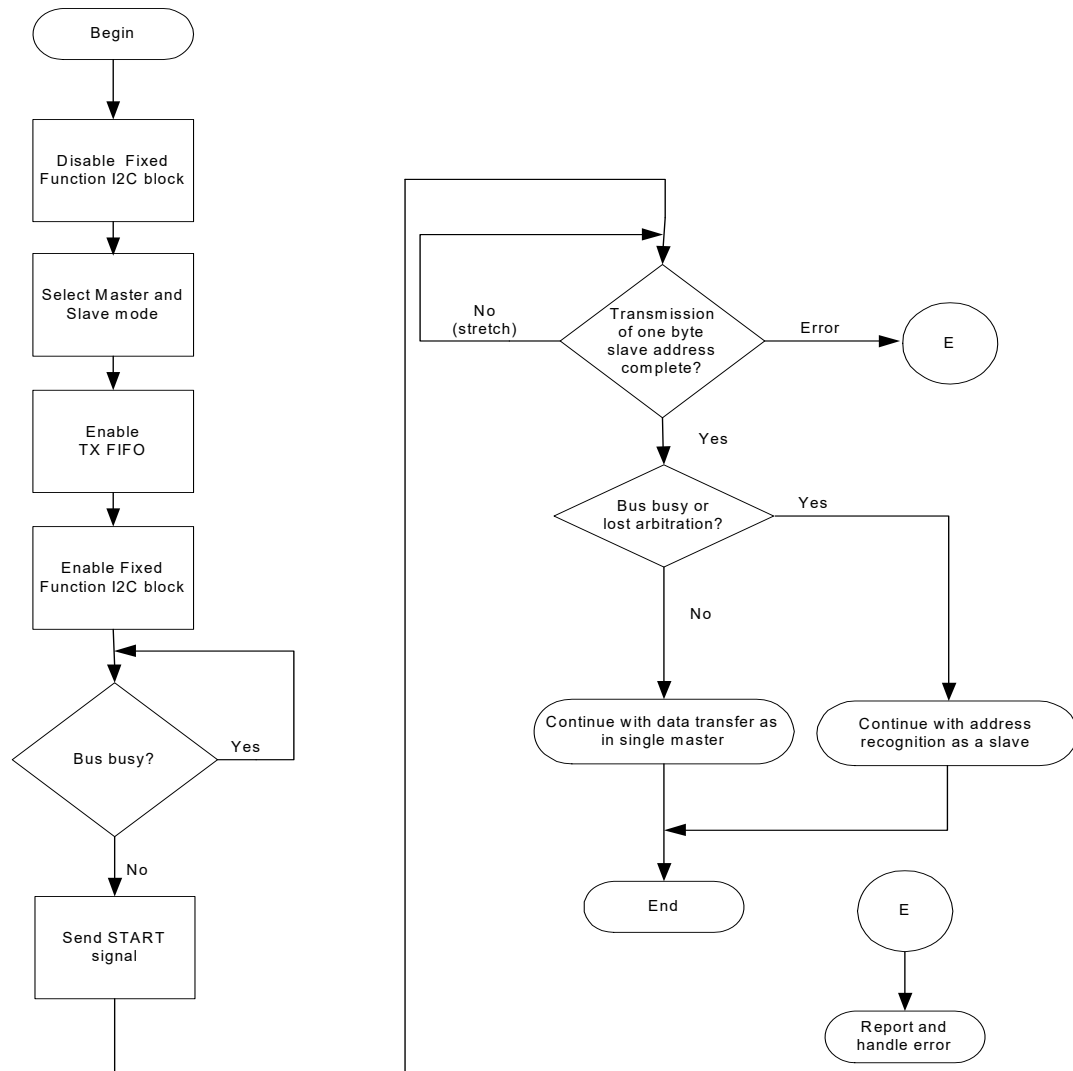 Begin
Disable Fixed
Function I2C block
Select Master and
Slave mode
Enable
TX FIFO
Enable Fixed
Function I2C block
Bus busy?
Yes
No
Send START
signal
No
(stretch)
Transmission
of one byte
slave address
complete?
Error
E
Yes
Bus busy or
lost arbitration?
Yes
No
Continue with data transfer as
in single master
Continue with address
recognition as a slave
End
E
Report and
handle error